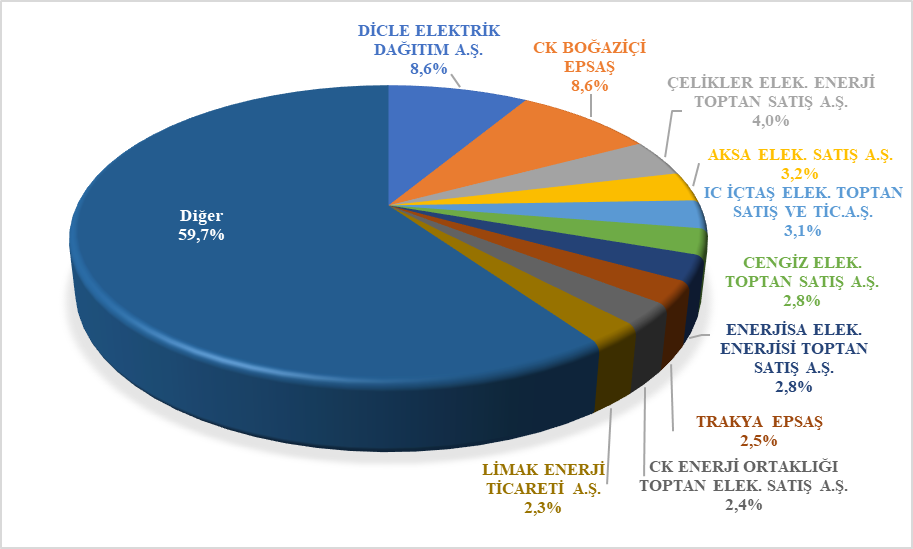 DİCLE ELEKTRİK
DAĞITIM A.Ş.
8,6%
CK BOĞAZİÇİ
EPSAŞ
8,6%
ÇELİKLER ELEK. ENERJİ
TOPTAN SATIŞ A.Ş.
4,0%
AKSA ELEK. SATIŞ A.Ş.
3,2%
IC İÇTAŞ ELEK. TOPTAN
SATIŞ VE TİC.A.Ş.
3,1%
CENGİZ ELEK.
TOPTAN SATIŞ A.Ş.
2,8%
ENERJİSA ELEK.
ENERJİSİ TOPTAN
SATIŞ A.Ş.
2,8%
TRAKYA EPSAŞ
2,5%
CK ENERJİ ORTAKLIĞI
TOPTAN ELEK. SATIŞ A.Ş.
2,4%
LİMAK ENERJİ
TİCARETİ A.Ş.
2,3%
Diğer
59,7%